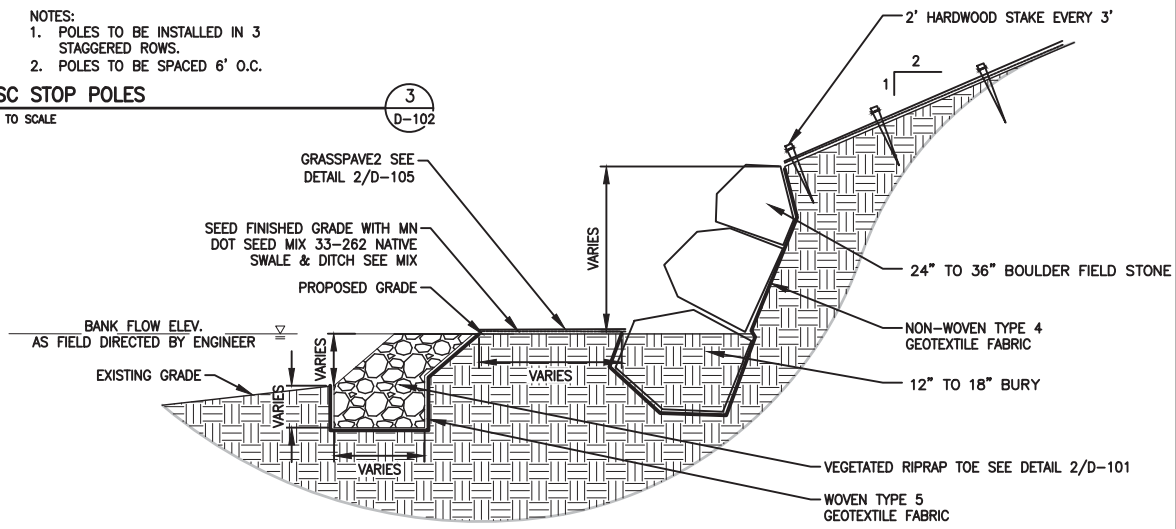 NOTES:
1. POLES TO BE INSTALLED IN 3
STAGGERED ROWS.
2. POLES TO BE SPACED 6' O.C.
SC STOP POLES
TO SCALE
3
D-102
2' HARDWOOD STAKE EVERY 3'
2
1
GRASSPAVE2 SEE
DETAIL 2/D-105
SEED FINISHED GRADE WITH MN
DOT SEED MIX 33-262 NATIVE
SWALE & DITCH SEE MIX
PROPOSED GRADE
VARIES
24" TO 36" BOULDER FIELD STONE
BANK FLOW ELEV.
AS FIELD DIRECTED BY ENGINEER
NON-WOVEN TYPE 4
GEOTEXTILE FABRIC
EXISTING GRADE
VARIES
VARIES
VARIES
12" TO 18" BURY
VARIES
VEGETATED RIPRAP TOE SEE DETAIL 2/D-101
WOVEN TYPE 5
GEOTEXTILE FABRIC